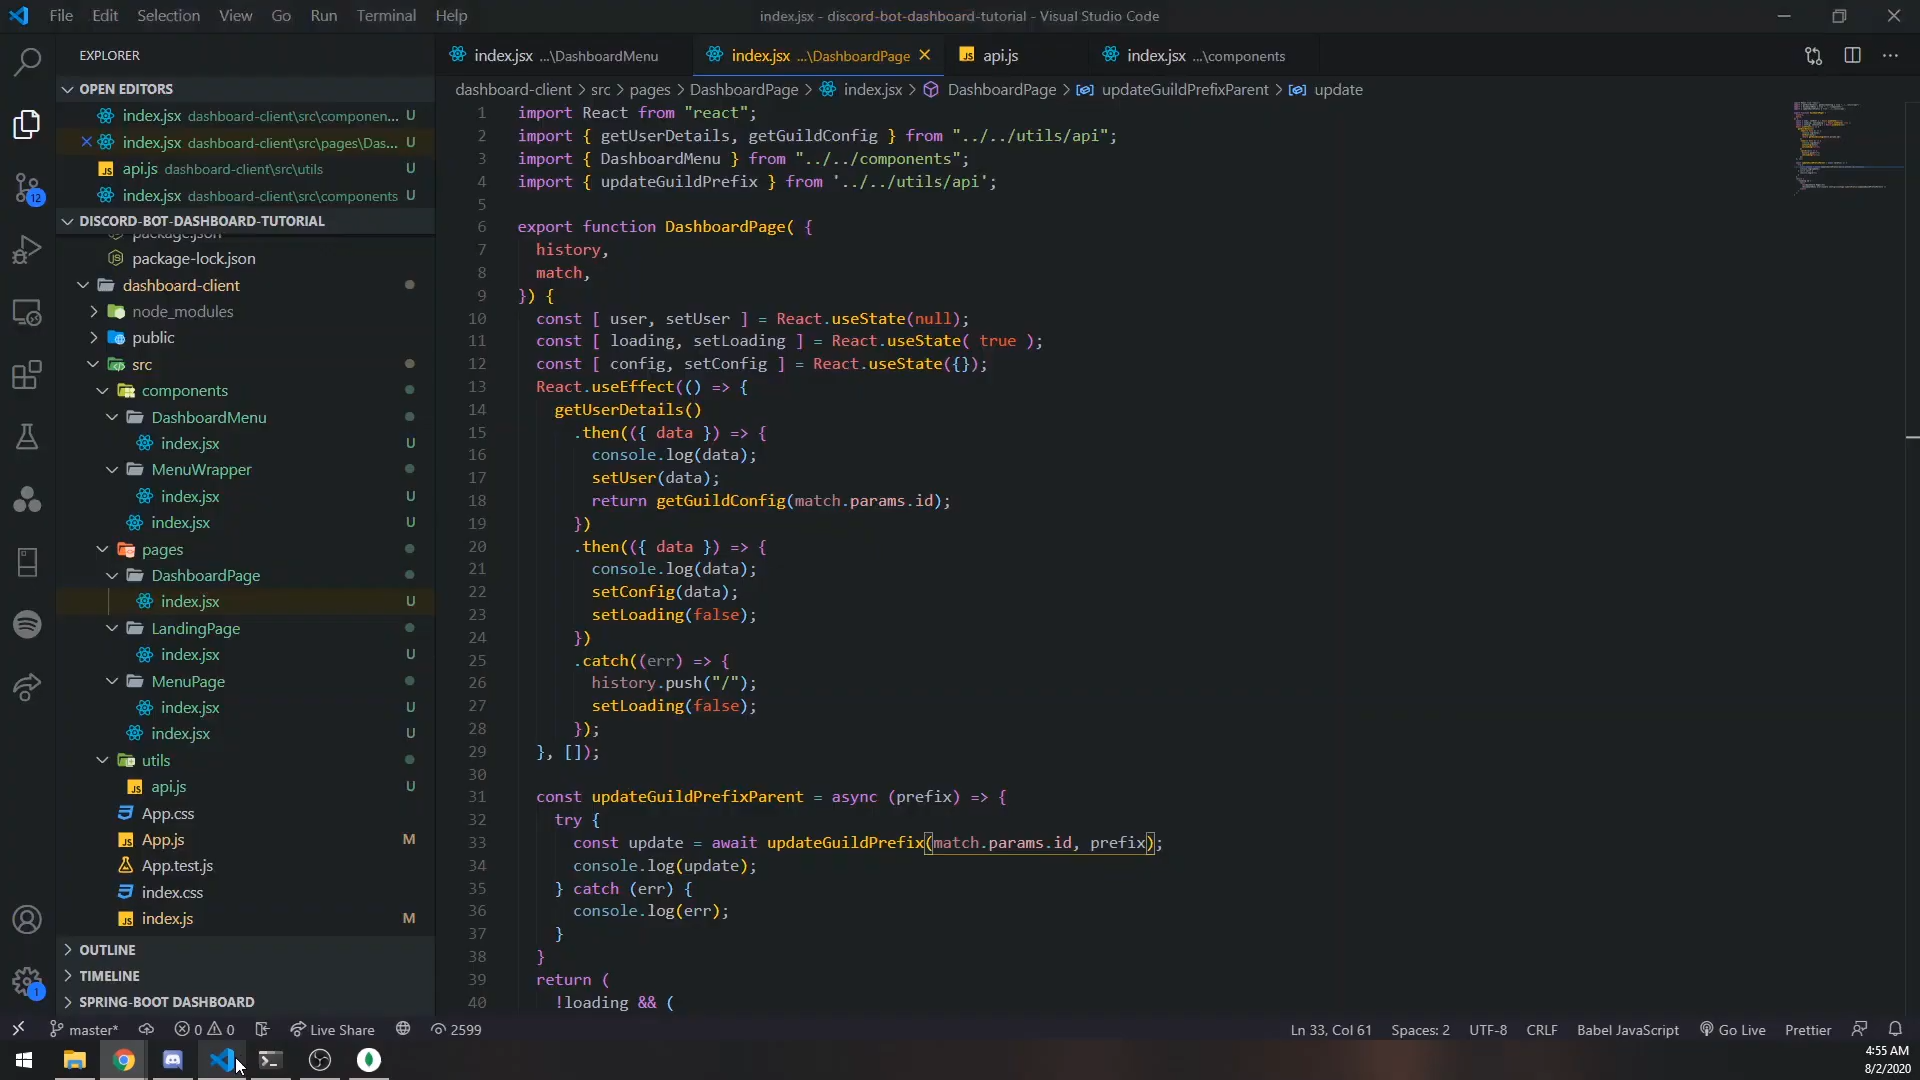 File Edit Selection View Go Run Terminal Help
index.jsx - discord-bot-dashboard-tutorial - Visual Studio Code
EXPLORER
OPEN EDITORS
index.jsx dashboard-client\src\componen... U
index.jsx dashboard-client\src\pages\Das... U
api.js dashboard-client\src\utils U
index.jsx dashboard-client\src\components U
DISCORD-BOT-DASHBOARD-TUTORIAL
package.json
package-lock.json
dashboard-client
node_modules
public
src
components
DashboardMenu
index.jsx U
MenuWrapper
index.jsx U
index.jsx U
pages
DashboardPage
index.jsx U
LandingPage
index.jsx U
MenuPage
index.jsx U
index.jsx U
utils
api.js U
App.css
App.js M
App.test.js
index.css
index.js M
OUTLINE
TIMELINE
SPRING-BOOT DASHBOARD
12
1
index.jsx ...\DashboardMenu
index.jsx ...\DashboardPage
api.js
index.jsx ...\components
dashboard-client > src > pages > DashboardPage > index.jsx > DashboardPage > updateGuildPrefixParent > update
1 import React from "react";
2 import { getUserDetails, getGuildConfig } from "../../utils/api";
3 import { DashboardMenu } from "../../components";
4 import { updateGuildPrefix } from '../../utils/api';
5
6 export function DashboardPage( {
7 history,
8 match,
9 }) {
10 const [ user, setUser ] = React.useState(null);
11 const [ loading, setLoading ] = React.useState( true );
12 const [ config, setConfig ] = React.useState({});
13 React.useEffect(() => {
14 getUserDetails()
15 .then(({ data }) => {
16 console.log(data);
17 setUser(data);
18 return getGuildConfig(match.params.id);
19 })
20 .then(({ data }) => {
21 console.log(data);
22 setConfig(data);
23 setLoading(false);
24 })
25 .catch((err) => {
26 history.push("/");
27 setLoading(false);
28 });
29 }, []);
30
31 const updateGuildPrefixParent = async (prefix) => {
32 try {
33 const update = await updateGuildPrefix(match.params.id, prefix);
34 console.log(update);
35 } catch (err) {
36 console.log(err);
37 }
38 }
39 return (
40 !loading && (
master* 0 0 Live Share 2599
Ln 33, Col 61 Spaces: 2 UTF-8 CRLF Babel JavaScript Go Live Prettier
4:55 AM
8/2/2020